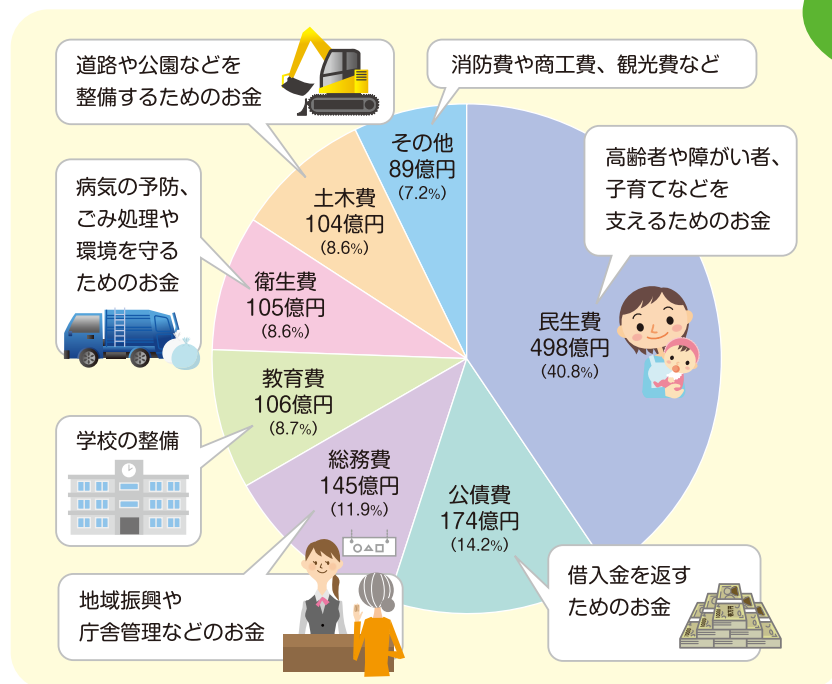 道路や公園などを
整備するためのお金
消防費や商工費、観光費など
高齢者や障がい者、
子育てなどを
支えるためのお金
病気の予防、
ごみ処理や
環境を守る
ためのお金
その他
89億円
(7.2%)
土木費
104億円
(8.6%)
衛生費
105億円
(8.6%)
民生費
498億円
(40.8%)
教育費
106億円
(8.7%)
学校の整備
総務費
145億円
(11.9%)
公債費
174億円
(14.2%)
地域振興や
庁舎管理などのお金
借入金を返す
ためのお金